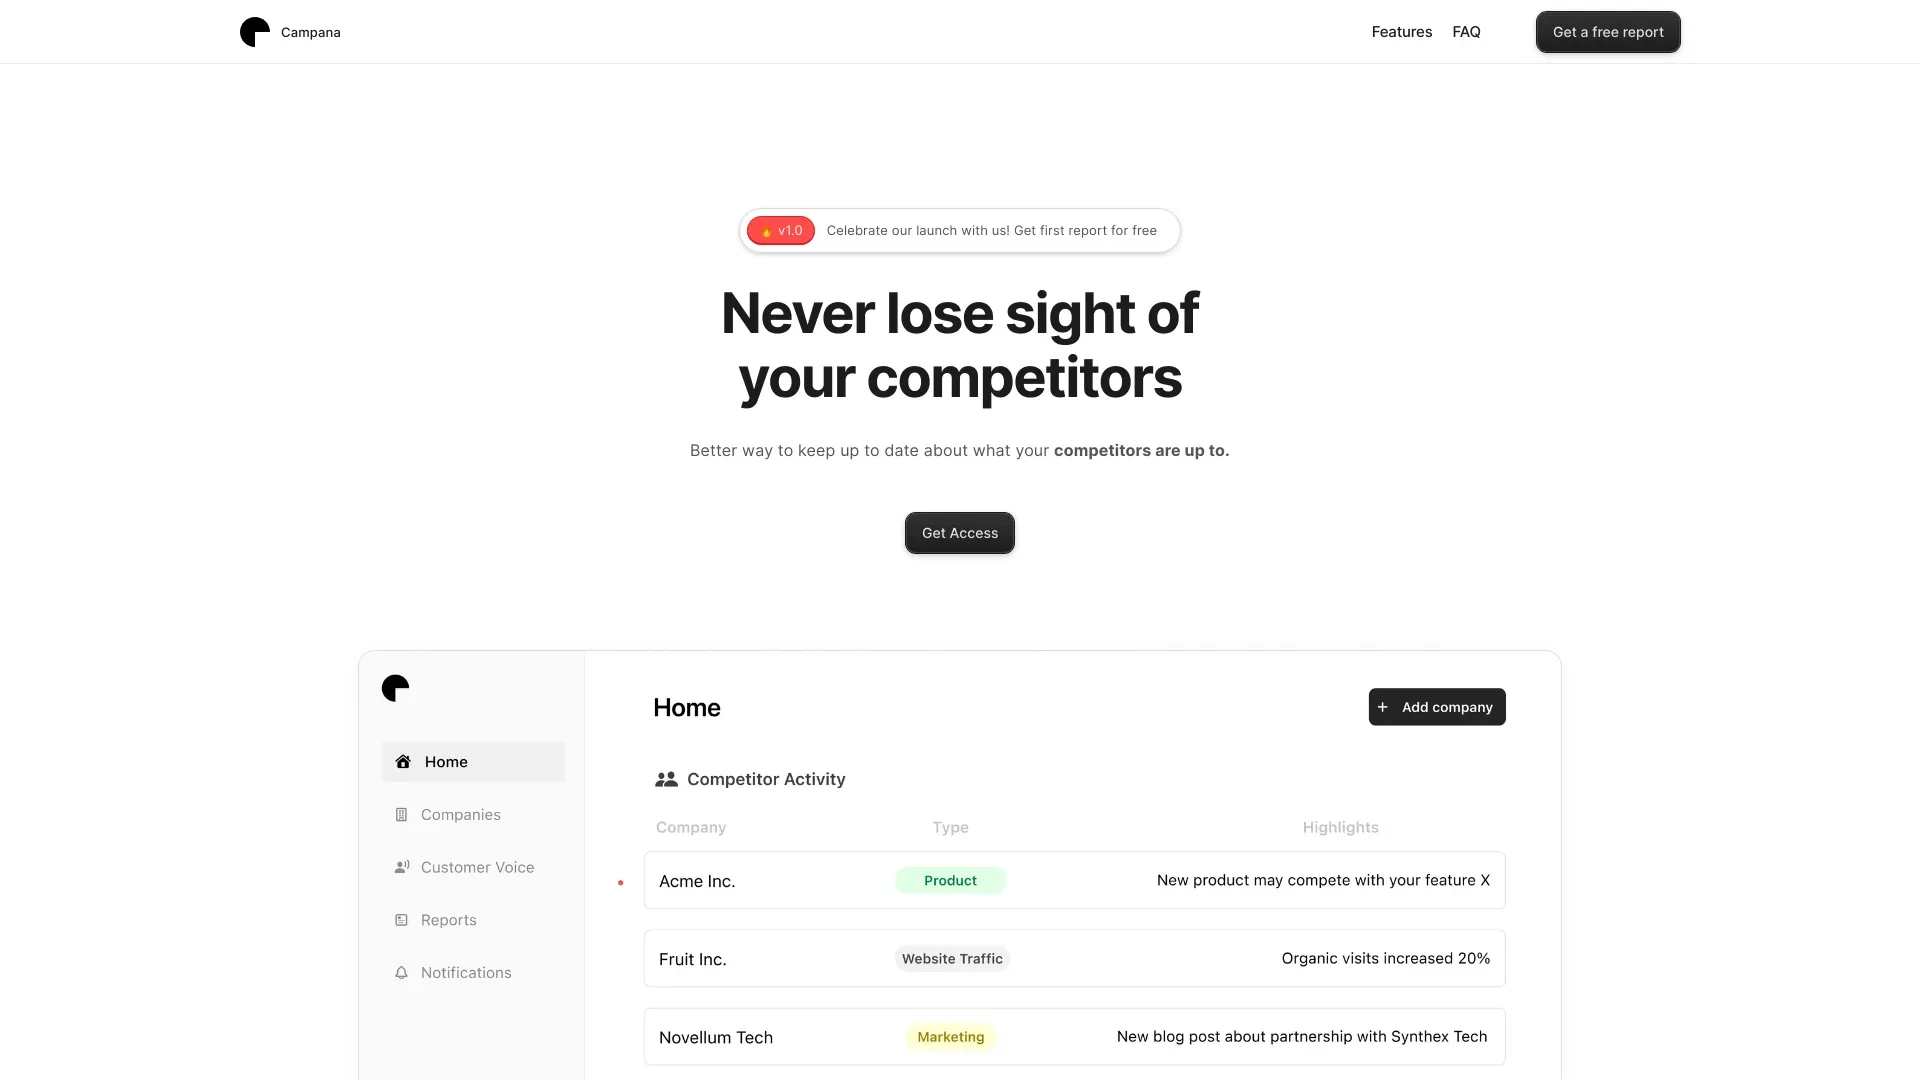 Campana
Features
FAQ
Get a free report
🔥 v1.0
Celebrate our launch with us! Get first report for free
Never lose sight of
your competitors
Better way to keep up to date about what your competitors are up to.
Get Access
Home
Companies
Customer Voice
Reports
Notifications
Home
+ Add company
Competitor Activity
Company
Type
Highlights
Acme Inc.
Product
New product may compete with your feature X
Fruit Inc.
Website Traffic
Organic visits increased 20%
Novellum Tech
Marketing
New blog post about partnership with Synthex Tech